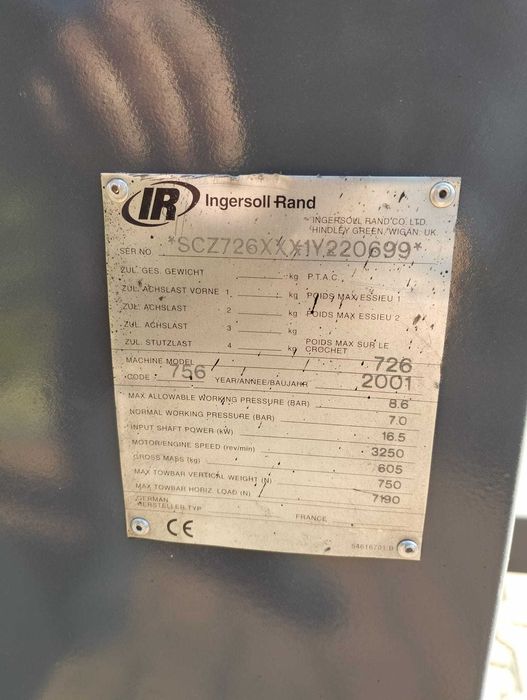 IR Ingersoll-Rand
INGERSOLL RAND CO. LTD.
HINDLEY GREEN, WIGAN. UK.
SER NO *SCZ726XXX1Y220699*
ZUL. GES. GEWICHT kg P.T.A.C.
ZUL. ACHSLAST VORNE 1 kg POIDS MAX ESSIEU 1
ZUL. ACHSLAST 2 kg POIDS MAX ESSIEU 2
ZUL. ACHSLAST 3 kg
ZUL. STUTZLAST 4 kg POIDS MAX SUR LE CROCHET
MACHINE MODEL 726
CODE 756 YEAR/ANNEE/BAUJAHR 2001
MAX ALLOWABLE WORKING PRESSURE (BAR) 8.6
NORMAL WORKING PRESSURE (BAR) 7.0
INPUT SHAFT POWER (kW) 16.5
MOTOR/ENGINE SPEED (rev/min) 3250
GROSS MASS (kg) 605
MAX TOWBAR VERTICAL WEIGHT (N) 750
MAX TOWBAR HORIZ. LOAD (N) 7190
GERMAN
HERSTELLER TYP FRANCE
CE 54616701 B